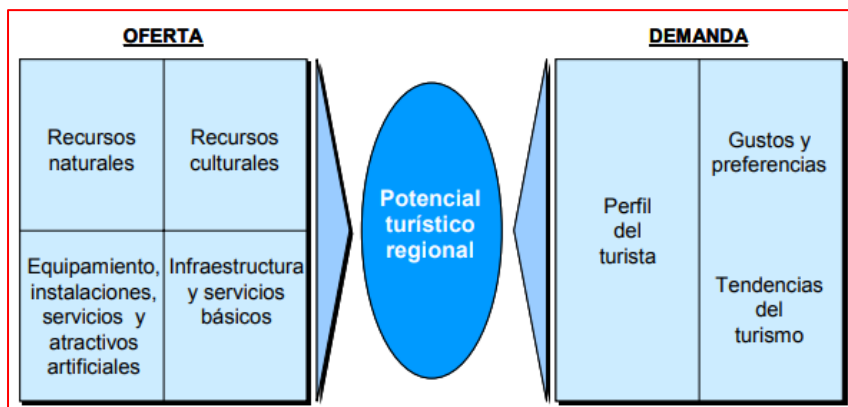 OFERTA
DEMANDA
Recursos
naturales
Recursos
culturales
Equipamiento,
instalaciones,
servicios y
atractivos
artificiales
Infraestructura
y servicios
básicos
Potencial
turístico
regional
Perfil
del
turista
Gustos y
preferencias
Tendencias
del
turismo